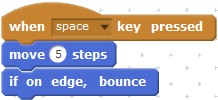 when space key pressed
move 5 steps
if on edge, bounce